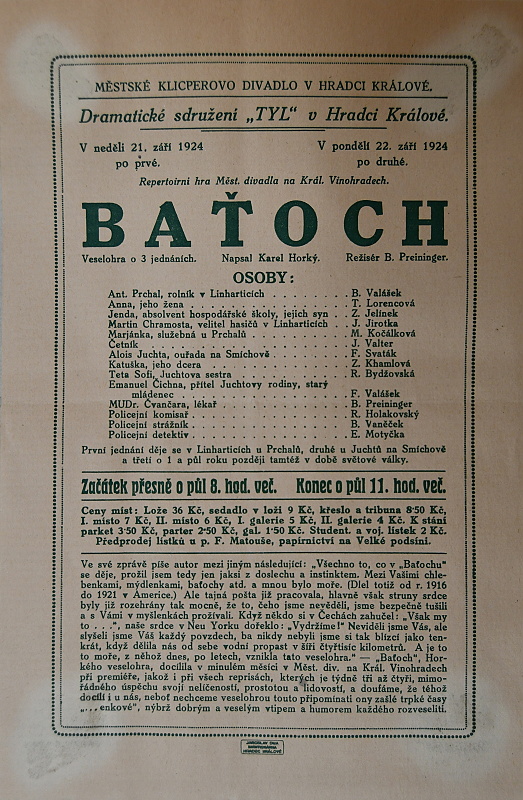 MĚSTSKÉ KLICPEROVO DIVADLO V HRADCI KRÁLOVÉ.
Dramatické sdružení „TYL“ v Hradci Králové.
V neděli 21. září 1924
po prvé.
V pondělí 22. září 1924
po druhé.
Repertoirní hra Měst. divadla na Král. Vinohradech.
BAŤOCH
Veselohra o 3 jednáních. Napsal Karel Horký. Režisér B. Preininger.
OSOBY:
Ant. Prchal, rolník v Linharticích . . . . . . . . . B. Valášek
Anna, jeho žena . . . . . . . . . . . . . . . . T. Lorencová
Jenda, absolvent hospodářské školy, jejich syn . . Z. Jelínek
Martin Chramosta, velitel hasičů v Linharticích . . J. Jirotka
Marjánka, služebná u Prchalů . . . . . . . . . . M. Kočálková
Četník . . . . . . . . . . . . . . . . . . . J. Valter
Alois Juchta, ouřada na Smíchově . . . . . . . . F. Svaták
Katuška, jeho dcera . . . . . . . . . . . . . . Z. Khamlová
Teta Sofi, Juchtova sestra . . . . . . . . . . . R. Bydžovská
Emanuel Čichna, přítel Juchtovy rodiny, starý
mládenec . . . . . . . . . . . . . . . . . F. Valášek
MUDr. Čvančara, lékař . . . . . . . . . . . . B. Preininger
Policejní komisař . . . . . . . . . . . . . . . R. Holakovský
Policejní strážník . . . . . . . . . . . . . . . B. Vaněček
Policejní detektiv . . . . . . . . . . . . . . . E. Motyčka
První jednání děje se v Linharticích u Prchalů, druhé u Juchtů na Smíchově
a třetí o 1 a půl roku později tamtéž v době světové války.
Začátek přesně o půl 8. hod. več. Konec o půl 11. hod. več.
Ceny míst: Lože 36 Kč, sedadlo v loži 9 Kč, křeslo a tribuna 8·50 Kč,
I. místo 7 Kč, II. místo 6 Kč, I. galerie 5 Kč, II. galerie 4 Kč. K stání
parket 3·50 Kč, parter 2·50 Kč, gal. 1·50 Kč. Student. a voj. lístek 2 Kč.
Předprodej lístků u p. F. Matouše, papírnictví na Velké podsíni.
Ve své zprávě píše autor mezi jiným následující: „Všechno to, co v „Baťochu“
se děje, prožil jsem tedy jen jaksi z doslechu a instinktem. Mezi Vašimi chle-
benkami, mýdlenkami, baťochy atd. a mnou bylo moře. (Dlel totiž od r. 1916
do 1921 v Americe.) Ale tajná pošta již pracovala, hlavně však struny srdce
byly již rozehrány tak mocně, že to, čeho jsme nevěděli, jsme bezpečně tušili
a s Vámi v myšlenkách prožívali. Když někdo si v Čechách zahučel: „Však my
to . . .“, naše srdce v Neu Yorku dořeklo: „Vydržíme!“ Neviděli jsme Vás, ale
slyšeli jsme Váš každý povzdech, ba nikdy nebyli jsme si tak blízcí jako ten-
krát, když dělila nás od sebe vodní propast v šíři čtyřtisíc kilometrů. A je to
to moře, z něhož dnes, po letech, vznikla tato veselohra.“ — „Baťoch“, Hor-
kého veselohra, docílila v minulém měsíci v Měst. div. na Král. Vinohradech
při premiéře, jakož i při všech reprisách, kterých je týdně tři až čtyři, mimo-
řádného úspěchu svojí nelíčeností, prostotou a lidovostí, a doufáme, že téhož
docílí i u nás, neboť nechceme veselohrou touto připomínati ony zašlé trpké časy
„...enkové“, nýbrž dobrým a veselým vtipem a humorem každého rozveseliti.
HRADEC KRÁLOVÉ